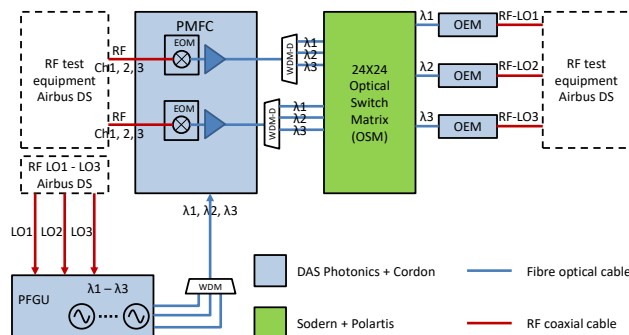 PMFC
RF
Ch1, 2, 3
EOM
WDM-D
λ1
λ2
λ3
RF test
equipment
Airbus DS
RF
Ch1, 2, 3
EOM
WDM-D
λ1
λ2
λ3
24X24
Optical
Switch
Matrix
(OSM)
λ1
OEM
RF-LO1
λ2
OEM
RF-LO2
λ3
OEM
RF-LO3
RF test
equipment
Airbus DS
RF LO1 - LO3
Airbus DS
LO1
LO2
LO3
λ1, λ2, λ3
PFGU
λ1 – λ3
WDM
DAS Photonics + Cordon
Fibre optical cable
Sodern + Polartis
RF coaxial cable